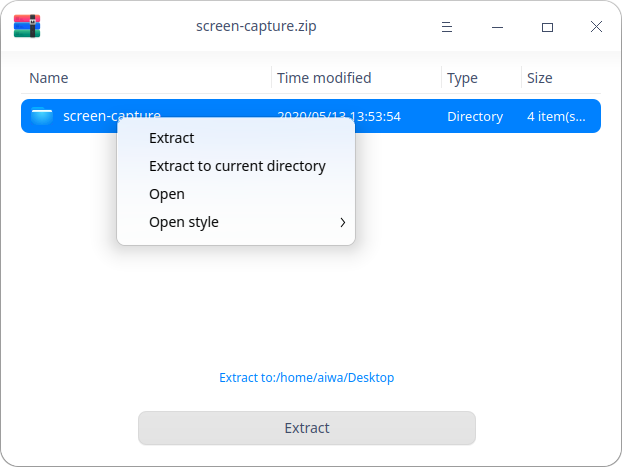 screen-capture.zip
Name Time modified Type Size
screen-capture 2020/05/13 13:53:54 Directory 4 item(s...
Extract
Extract to current directory
Open
Open style
Extract to:/home/aiwa/Desktop
Extract